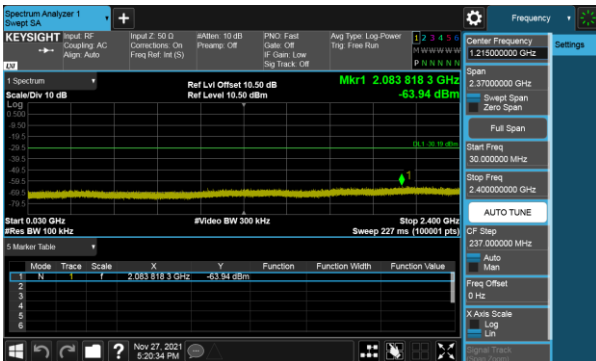 Spectrum Analyzer 1
Swept SA
Frequency
KEYSIGHT
Input: RF
Coupling: AC
Align: Auto
Input Z: 50 Ω
Corrections: On
Freq Ref: Int (S)
#Atten: 10 dB
Preamp: Off
PNO: Fast
Gate: Off
IF Gain: Low
Sig Track: Off
Avg Type: Log-Power
Trig: Free Run
1 2 3 4 5 6
M W W W W W
P N N N N N
1 Spectrum
Scale/Div 10 dB
Log
Ref Lvl Offset 10.50 dB
Ref Level 10.50 dBm
Mkr1 2.083 818 3 GHz
-63.94 dBm
0.500
-9.50
-19.5
-29.5
-39.5
-49.5
-59.5
-69.5
-79.5
DL1 -30.19 dBm
1
Start 0.030 GHz
#Res BW 100 kHz
#Video BW 300 kHz
Stop 2.400 GHz
Sweep 227 ms (100001 pts)
5 Marker Table
Mode Trace Scale X Y Function Function Width Function Value
1 N 1 f 2.083 818 3 GHz -63.94 dBm
2
3
4
5
6
Nov 27, 2021
5:20:34 PM
Center Frequency
1.215000000 GHz
Settings
Span
2.37000000 GHz
Swept Span
Zero Span
Full Span
Start Freq
30.000000 MHz
Stop Freq
2.400000000 GHz
AUTO TUNE
CF Step
237.000000 MHz
Auto
Man
Freq Offset
0 Hz
X Axis Scale
Log
Lin
Signal Track